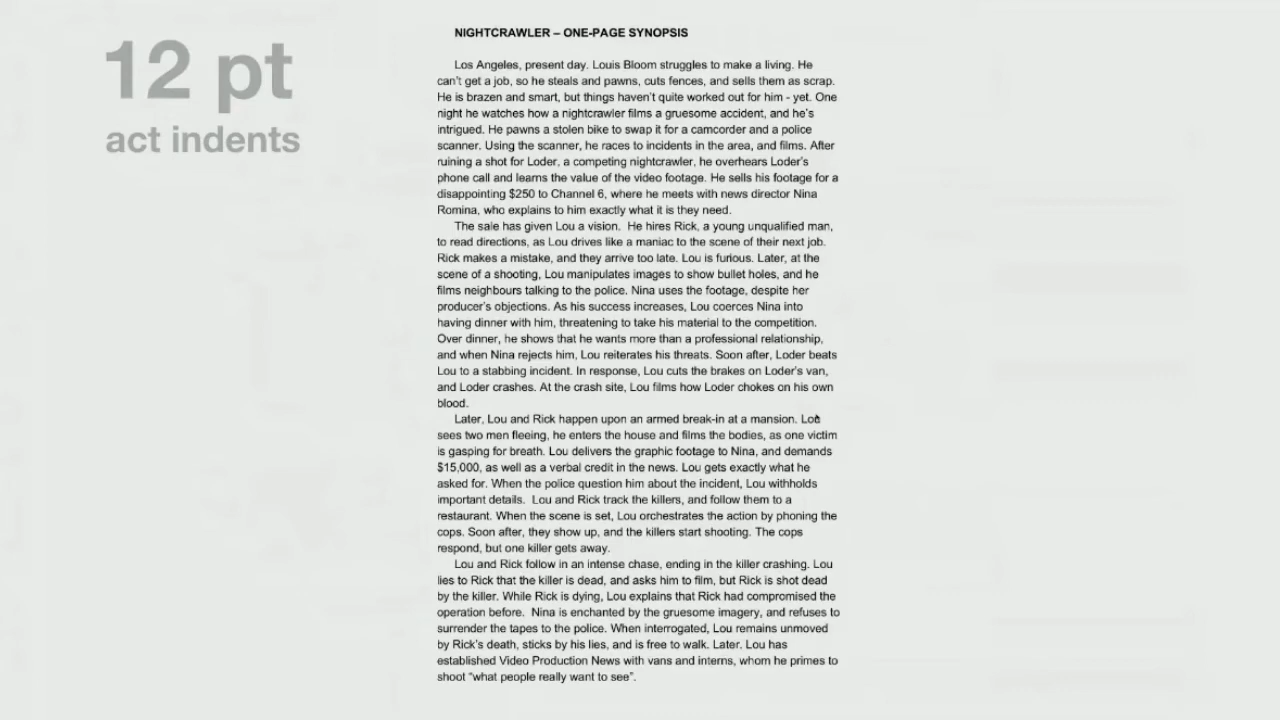 12 pt
act indents
NIGHTCRAWLER – ONE-PAGE SYNOPSIS
Los Angeles, present day. Louis Bloom struggles to make a living. He
can't get a job, so he steals and pawns, cuts fences, and sells them as scrap.
He is brazen and smart, but things haven't quite worked out for him - yet. One
night he watches how a nightcrawler films a gruesome accident, and he's
intrigued. He pawns a stolen bike to swap it for a camcorder and a police
scanner. Using the scanner, he races to incidents in the area, and films. After
ruining a shot for Loder, a competing nightcrawler, he overhears Loder's
phone call and learns the value of the video footage. He sells his footage for a
disappointing $250 to Channel 6, where he meets with news director Nina
Romina, who explains to him exactly what it is they need.
The sale has given Lou a vision.  He hires Rick, a young unqualified man,
to read directions, as Lou drives like a maniac to the scene of their next job.
Rick makes a mistake, and they arrive too late. Lou is furious. Later, at the
scene of a shooting, Lou manipulates images to show bullet holes, and he
films neighbours talking to the police. Nina uses the footage, despite her
producer's objections. As his success increases, Lou coerces Nina into
having dinner with him, threatening to take his material to the competition.
Over dinner, he shows that he wants more than a professional relationship,
and when Nina rejects him, Lou reiterates his threats. Soon after, Loder beats
Lou to a stabbing incident. In response, Lou cuts the brakes on Loder's van,
and Loder crashes. At the crash site, Lou films how Loder chokes on his own
blood.
Later, Lou and Rick happen upon an armed break-in at a mansion. Lou
sees two men fleeing, he enters the house and films the bodies, as one victim
is gasping for breath. Lou delivers the graphic footage to Nina, and demands
$15,000, as well as a verbal credit in the news. Lou gets exactly what he
asked for. When the police question him about the incident, Lou withholds
important details.  Lou and Rick track the killers, and follow them to a
restaurant. When the scene is set, Lou orchestrates the action by phoning the
cops. Soon after, they show up, and the killers start shooting. The cops
respond, but one killer gets away.
Lou and Rick follow in an intense chase, ending in the killer crashing. Lou
lies to Rick that the killer is dead, and asks him to film, but Rick is shot dead
by the killer. While Rick is dying, Lou explains that Rick had compromised the
operation before.  Nina is enchanted by the gruesome imagery, and refuses to
surrender the tapes to the police. When interrogated, Lou remains unmoved
by Rick's death, sticks by his lies, and is free to walk. Later, Lou has
established Video Production News with vans and interns, whom he primes to
shoot "what people really want to see".